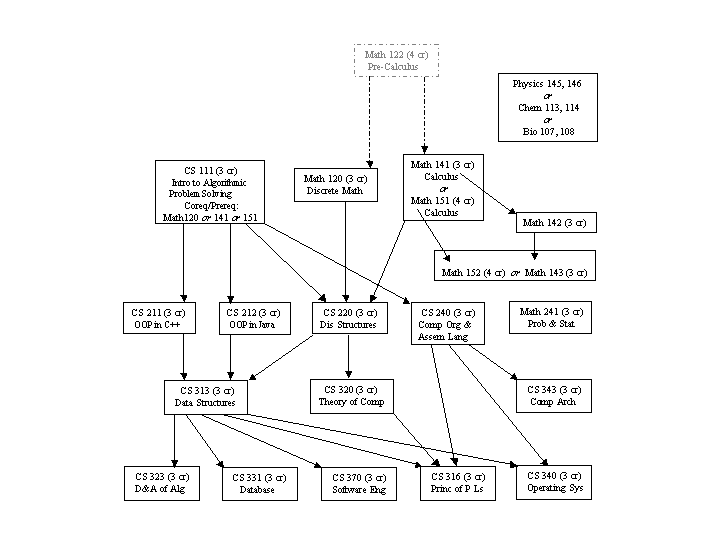 Math 122 (4 cr)
Pre-Calculus
Physics 145, 146
or
Chem 113, 114
or
Bio 107, 108
CS 111 (3 cr)
Intro to Algorithmic
Problem Solving
Coreq/Prereq:
Math120 or 141 or 151
Math 120 (3 cr)
Discrete Math
Math 141 (3 cr)
Calculus
or
Math 151 (4 cr)
Calculus
Math 142 (3 cr)
Math 152 (4 cr) or Math 143 (3 cr)
CS 211 (3 cr)
OOP in C++
CS 212 (3 cr)
OOP in Java
CS 220 (3 cr)
Dis Structures
CS 240 (3 cr)
Comp Org &
Assem Lang
Math 241 (3 cr)
Prob & Stat
CS 313 (3 cr)
Data Structures
CS 320 (3 cr)
Theory of Comp
CS 343 (3 cr)
Comp Arch
CS 323 (3 cr)
D&A of Alg
CS 331 (3 cr)
Database
CS 370 (3 cr)
Software Eng
CS 316 (3 cr)
Princ of P Ls
CS 340 (3 cr)
Operating Sys